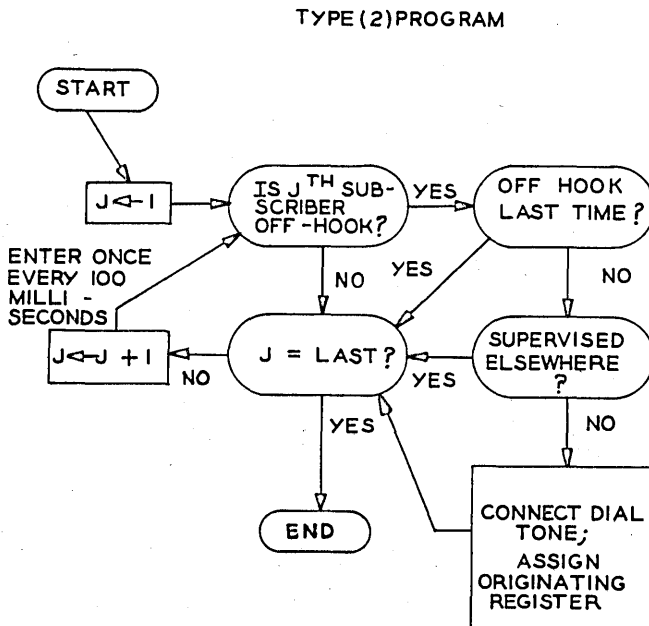 TYPE (2) PROGRAM
START
J←1
IS J TH SUB-
SCRIBER
OFF-HOOK?
YES
OFF HOOK
LAST TIME?
ENTER ONCE
EVERY 100
MILLI -
SECONDS
NO
YES
NO
J←J + 1
NO
J = LAST?
YES
SUPERVISED
ELSEWHERE
?
YES
NO
END
CONNECT DIAL
TONE;
ASSIGN
ORIGINATING
REGISTER